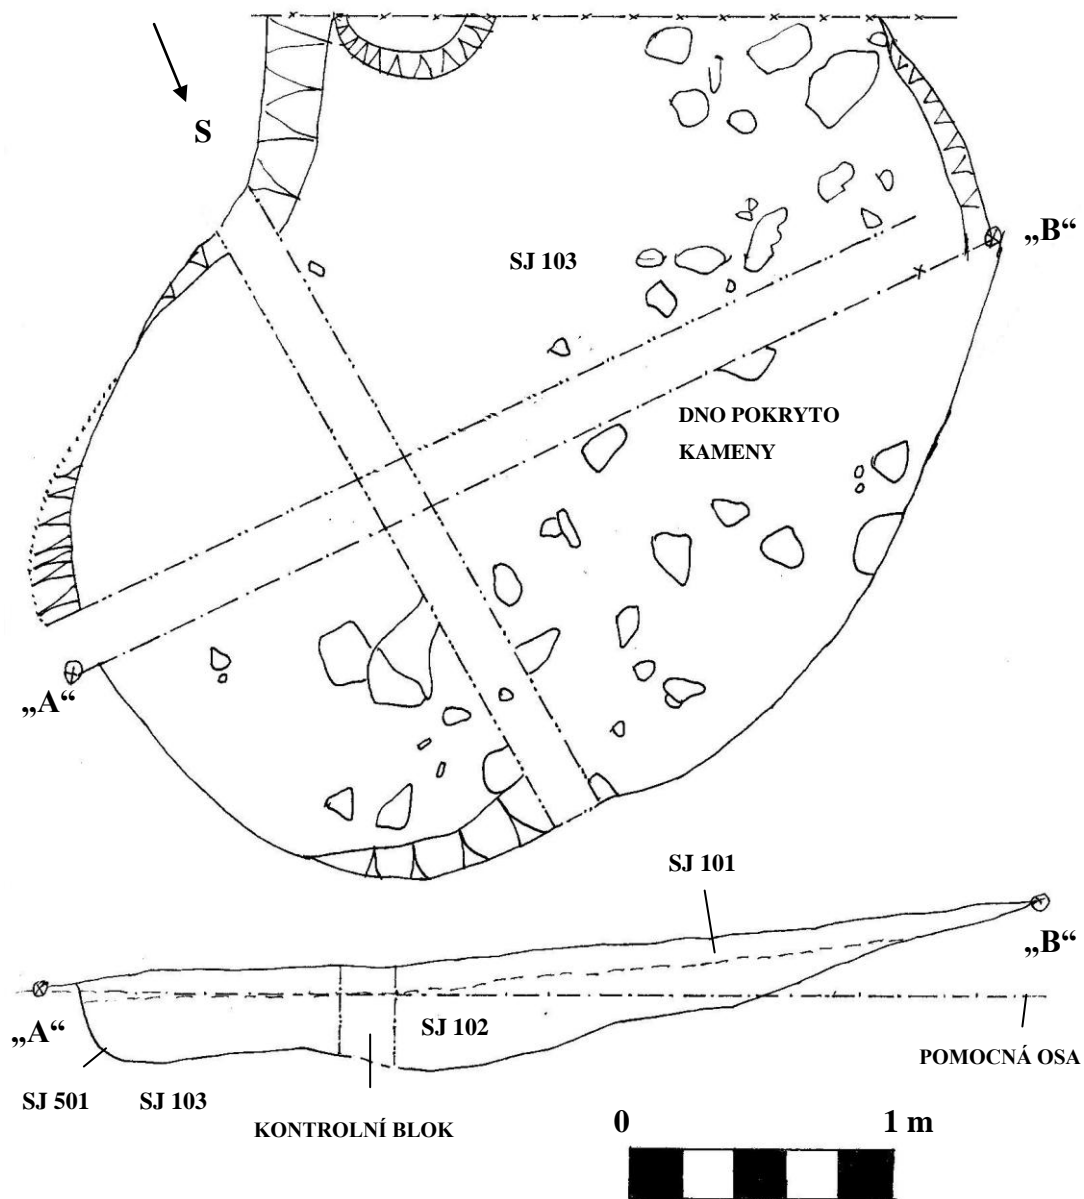 S
„B“
SJ 103
DNO POKRYTO
KAMENY
„A“
SJ 101
„B“
„A“
SJ 102
POMOCNÁ OSA
SJ 501
SJ 103
KONTROLNÍ BLOK
0
1 m